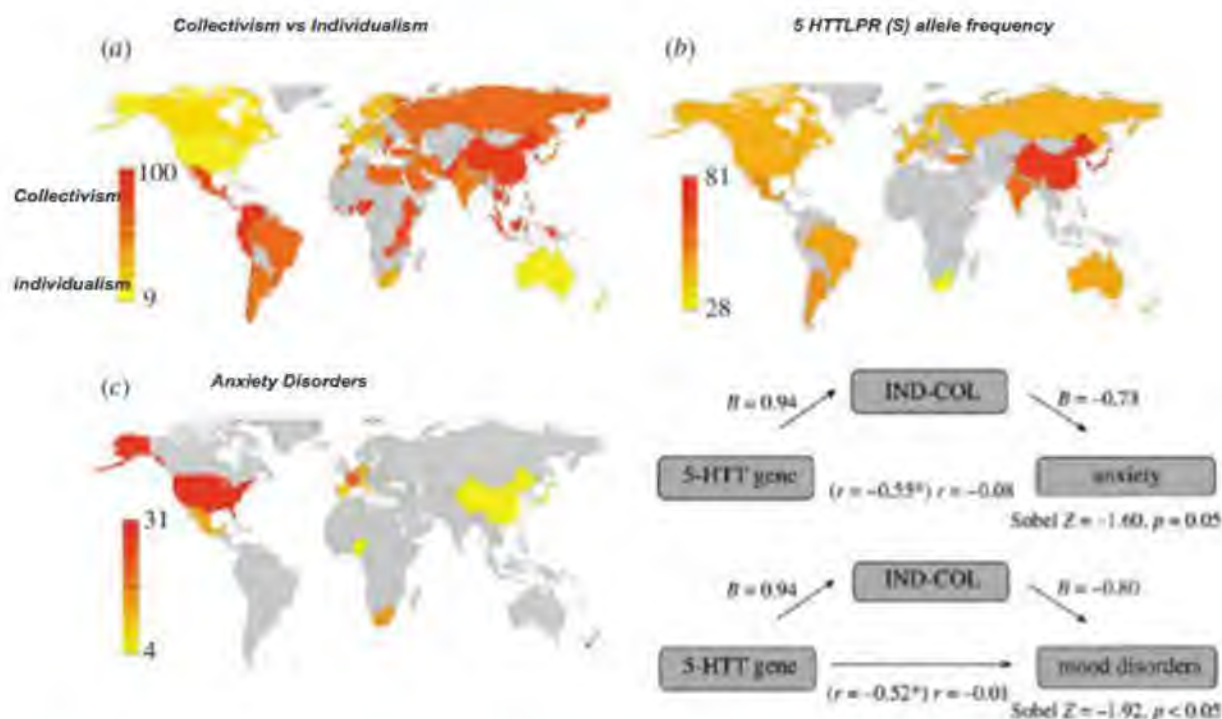 Collectivism vs Individualism
(a)
100
Collectivism
Individualism
9
5 HTTLPR (S) allele frequency
(b)
81
28
Anxiety Disorders
(c)
31
4
IND-COL
B = 0.94
B = –0.73
5-HTT gene
anxiety
(r = –0.55*) r = –0.08
Sobel Z = –1.60, p = 0.05
IND-COL
B = 0.94
B = –0.80
5-HTT gene
mood disorders
(r = –0.52*) r = –0.01
Sobel Z = –1.92, p < 0.05